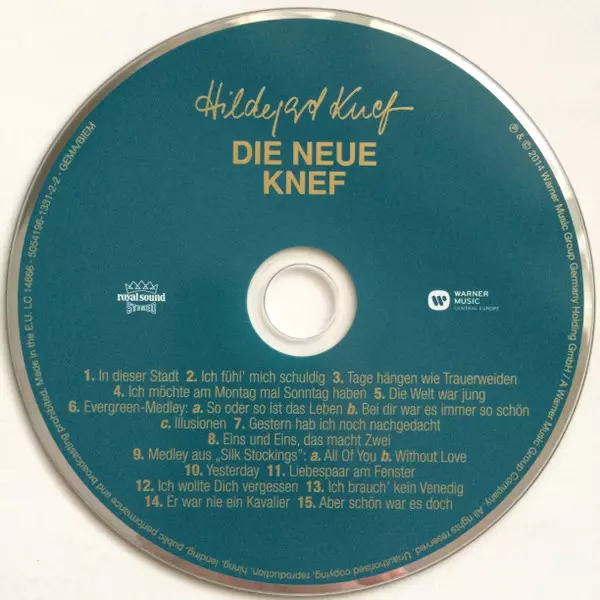 Hildegard Knef
DIE NEUE
KNEF
royal sound
STEREO
WARNER
MUSIC
CENTRAL EUROPE
1. In dieser Stadt 2. Ich fühl' mich schuldig 3. Tage hängen wie Trauerweiden
4. Ich möchte am Montag mal Sonntag haben 5. Die Welt war jung
6. Evergreen-Medley: a. So oder so ist das Leben b. Bei dir war es immer so schön
c. Illusionen 7. Gestern hab ich noch nachgedacht
8. Eins und Eins, das macht Zwei
9. Medley aus „Silk Stockings": a. All Of You b. Without Love
10. Yesterday 11. Liebespaar am Fenster
12. Ich wollte Dich vergessen 13. Ich brauch' kein Venedig
14. Er war nie ein Kavalier 15. Aber schön war es doch
℗ & © 2014 Warner Music Group Germany Holding GmbH / A Warner Music Group Company. All rights reserved. Unauthorised copying, reproduction, hiring, lending, public performance and broadcasting prohibited. Made in the E.U. LC 14666 · 5054196-1331-2-2 · GEMA/BIEM